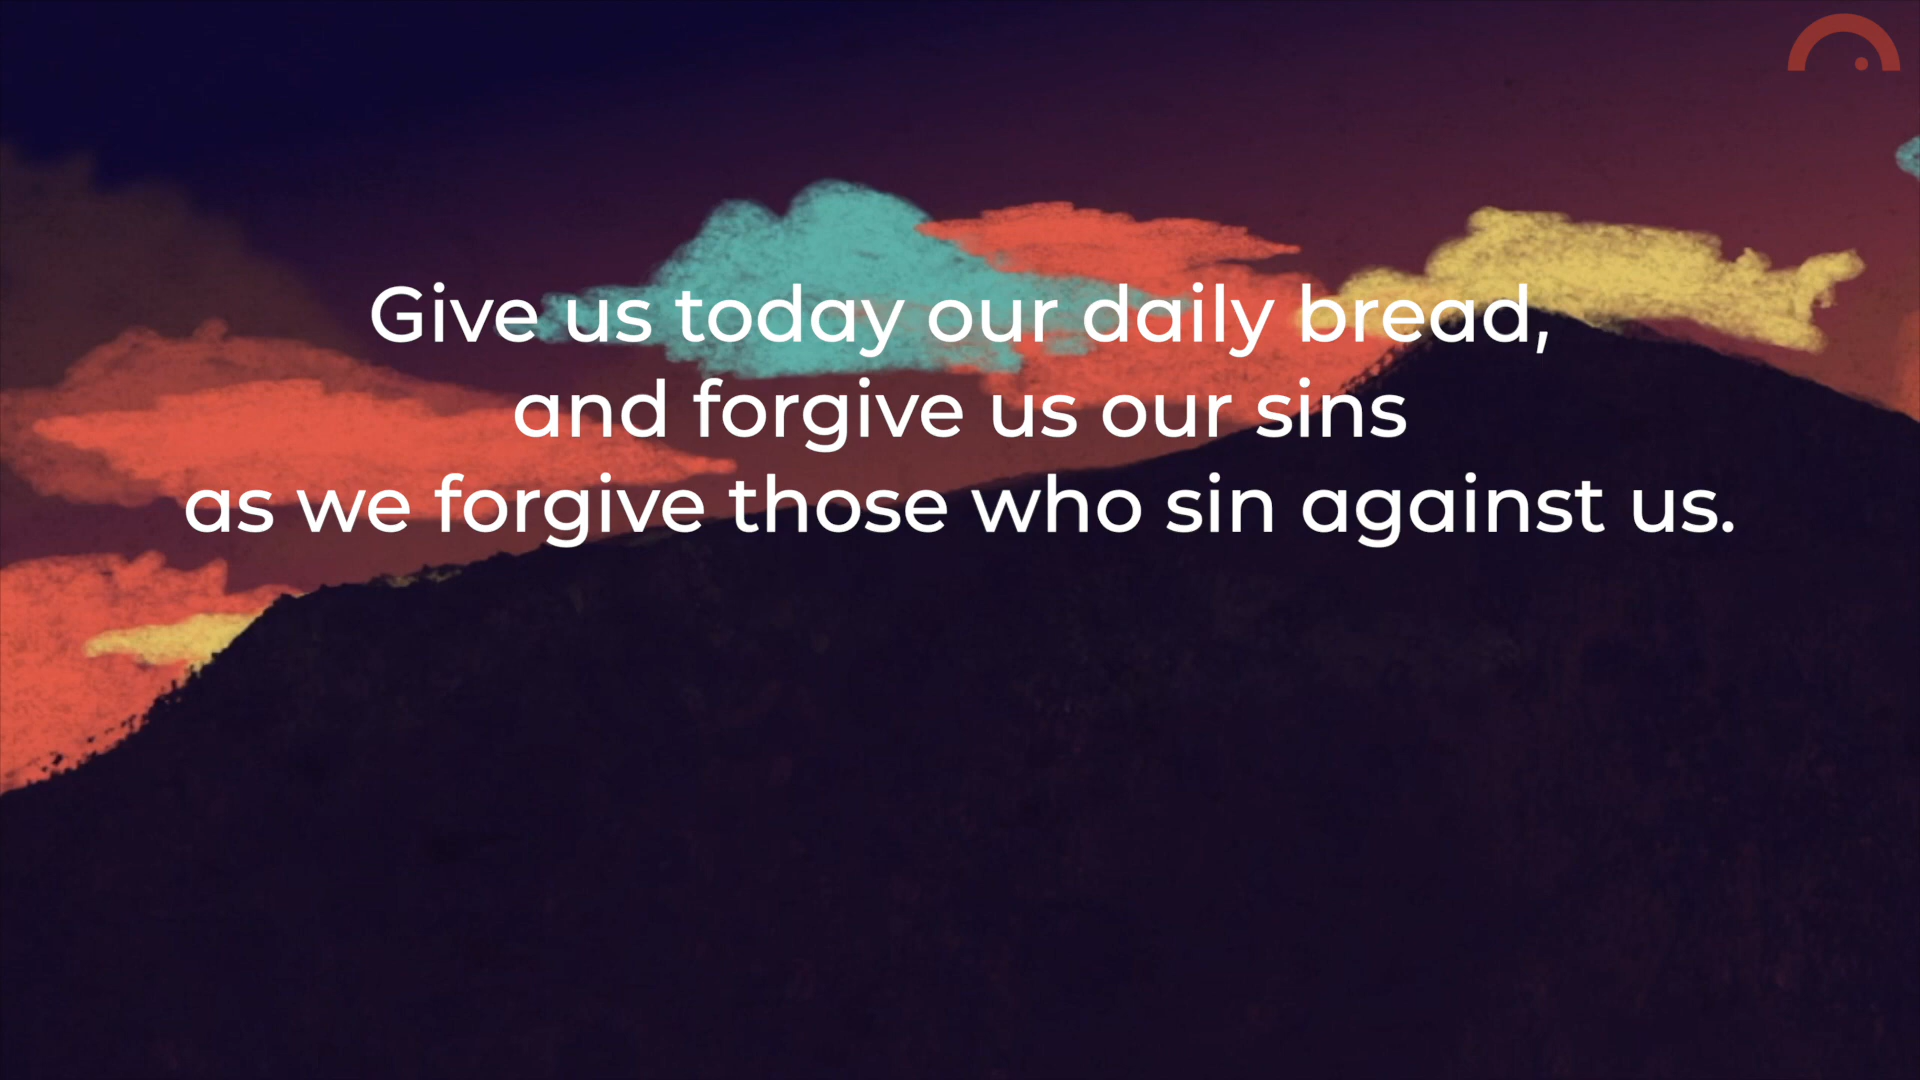 Give us today our daily bread,
and forgive us our sins
as we forgive those who sin against us.